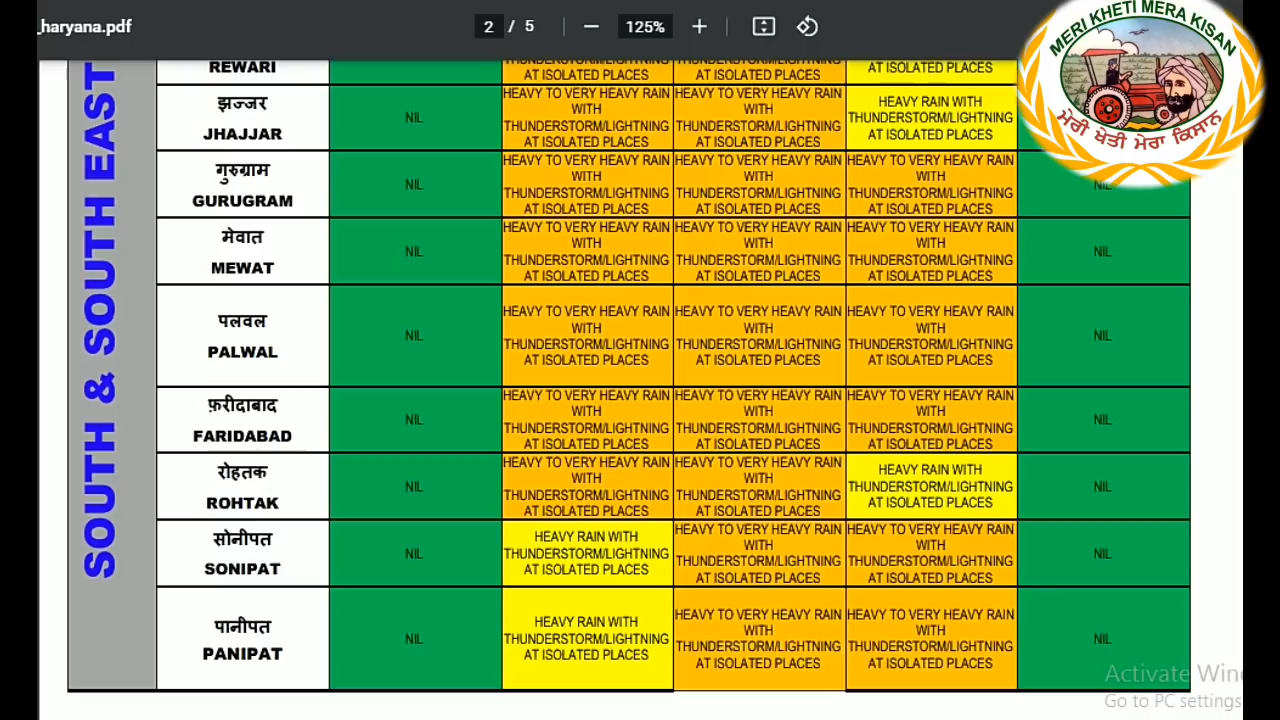 _haryana.pdf
2 / 5
125%
MERI KHETI MERA KISAN
ਮੇਰੀ ਖੇਤੀ ਮੇਰਾ ਕਿਸਾਨ
SOUTH & SOUTH EAST
REWARI
THUNDERSTORM/LIGHTNING
AT ISOLATED PLACES
THUNDERSTORM/LIGHTNING
AT ISOLATED PLACES
AT ISOLATED PLACES
झज्जर
JHAJJAR
NIL
HEAVY TO VERY HEAVY RAIN
WITH
THUNDERSTORM/LIGHTNING
AT ISOLATED PLACES
HEAVY TO VERY HEAVY RAIN
WITH
THUNDERSTORM/LIGHTNING
AT ISOLATED PLACES
HEAVY RAIN WITH
THUNDERSTORM/LIGHTNING
AT ISOLATED PLACES
गुरुग्राम
GURUGRAM
NIL
HEAVY TO VERY HEAVY RAIN
WITH
THUNDERSTORM/LIGHTNING
AT ISOLATED PLACES
HEAVY TO VERY HEAVY RAIN
WITH
THUNDERSTORM/LIGHTNING
AT ISOLATED PLACES
HEAVY TO VERY HEAVY RAIN
WITH
THUNDERSTORM/LIGHTNING
AT ISOLATED PLACES
NIL
मेवात
MEWAT
NIL
HEAVY TO VERY HEAVY RAIN
WITH
THUNDERSTORM/LIGHTNING
AT ISOLATED PLACES
HEAVY TO VERY HEAVY RAIN
WITH
THUNDERSTORM/LIGHTNING
AT ISOLATED PLACES
HEAVY TO VERY HEAVY RAIN
WITH
THUNDERSTORM/LIGHTNING
AT ISOLATED PLACES
NIL
पलवल
PALWAL
NIL
HEAVY TO VERY HEAVY RAIN
WITH
THUNDERSTORM/LIGHTNING
AT ISOLATED PLACES
HEAVY TO VERY HEAVY RAIN
WITH
THUNDERSTORM/LIGHTNING
AT ISOLATED PLACES
HEAVY TO VERY HEAVY RAIN
WITH
THUNDERSTORM/LIGHTNING
AT ISOLATED PLACES
NIL
फ़रीदाबाद
FARIDABAD
NIL
HEAVY TO VERY HEAVY RAIN
WITH
THUNDERSTORM/LIGHTNING
AT ISOLATED PLACES
HEAVY TO VERY HEAVY RAIN
WITH
THUNDERSTORM/LIGHTNING
AT ISOLATED PLACES
HEAVY TO VERY HEAVY RAIN
WITH
THUNDERSTORM/LIGHTNING
AT ISOLATED PLACES
NIL
रोहतक
ROHTAK
NIL
HEAVY TO VERY HEAVY RAIN
WITH
THUNDERSTORM/LIGHTNING
AT ISOLATED PLACES
HEAVY TO VERY HEAVY RAIN
WITH
THUNDERSTORM/LIGHTNING
AT ISOLATED PLACES
HEAVY RAIN WITH
THUNDERSTORM/LIGHTNING
AT ISOLATED PLACES
NIL
सोनीपत
SONIPAT
NIL
HEAVY RAIN WITH
THUNDERSTORM/LIGHTNING
AT ISOLATED PLACES
HEAVY TO VERY HEAVY RAIN
WITH
THUNDERSTORM/LIGHTNING
AT ISOLATED PLACES
HEAVY TO VERY HEAVY RAIN
WITH
THUNDERSTORM/LIGHTNING
AT ISOLATED PLACES
NIL
पानीपत
PANIPAT
NIL
HEAVY RAIN WITH
THUNDERSTORM/LIGHTNING
AT ISOLATED PLACES
HEAVY TO VERY HEAVY RAIN
WITH
THUNDERSTORM/LIGHTNING
AT ISOLATED PLACES
HEAVY TO VERY HEAVY RAIN
WITH
THUNDERSTORM/LIGHTNING
AT ISOLATED PLACES
NIL
Activate Win
Go to PC settings